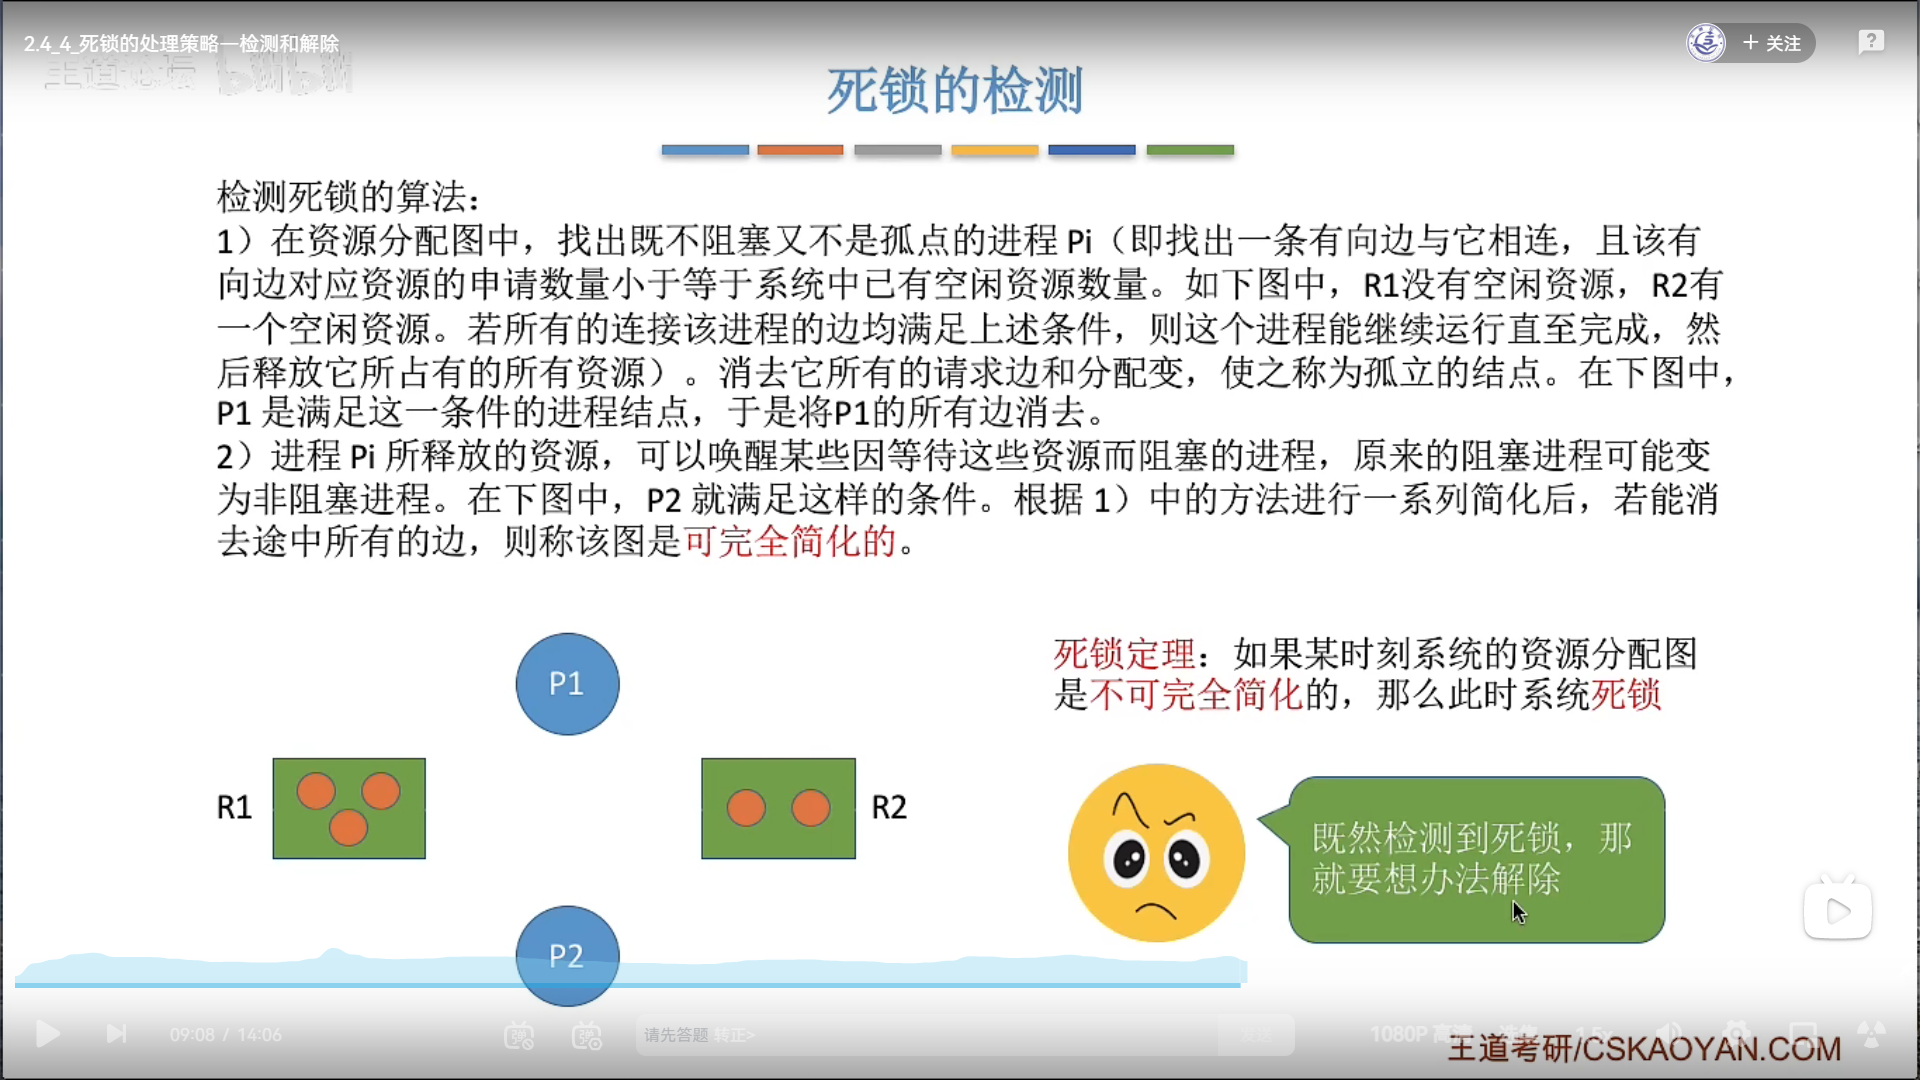 2.4_4_死锁的处理策略—检测和解除
+ 关注
王道论坛 bilibili
死锁的检测
检测死锁的算法：
1）在资源分配图中，找出既不阻塞又不是孤点的进程 Pi（即找出一条有向边与它相连，且该有
向边对应资源的申请数量小于等于系统中已有空闲资源数量。如下图中，R1没有空闲资源，R2有
一个空闲资源。若所有的连接该进程的边均满足上述条件，则这个进程能继续运行直至完成，然
后释放它所占有的所有资源）。消去它所有的请求边和分配变，使之称为孤立的结点。在下图中，
P1 是满足这一条件的进程结点，于是将P1的所有边消去。
2）进程 Pi 所释放的资源，可以唤醒某些因等待这些资源而阻塞的进程，原来的阻塞进程可能变
为非阻塞进程。在下图中，P2 就满足这样的条件。根据 1）中的方法进行一系列简化后，若能消
去途中所有的边，则称该图是可完全简化的。
死锁定理：如果某时刻系统的资源分配图
是不可完全简化的，那么此时系统死锁
P1
R1
R2
既然检测到死锁，那
就要想办法解除
P2
09:08 / 14:06
请先答题 转正>
发送
1080P 高清
选集
1.5x
王道考研/CSKAOYAN.COM